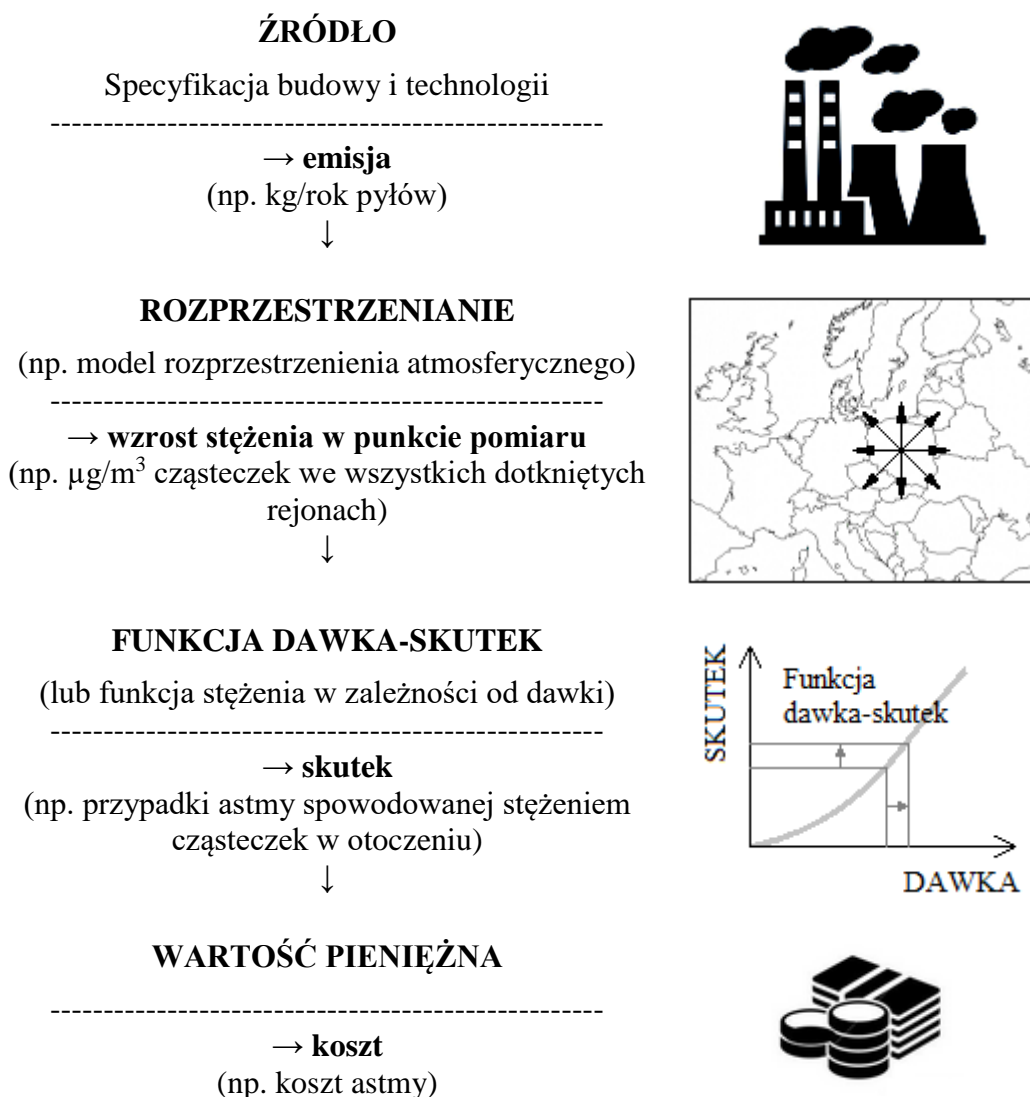 ŹRÓDŁO
Specyfikacja budowy i technologii
----------------------------------------------------
→ emisja
(np. kg/rok pyłów)
↓
ROZPRZESTRZENIANIE
(np. model rozprzestrzenienia atmosferycznego)
----------------------------------------------------
→ wzrost stężenia w punkcie pomiaru
(np. µg/m³ cząsteczek we wszystkich dotkniętych
rejonach)
↓
FUNKCJA DAWKA-SKUTEK
(lub funkcja stężenia w zależności od dawki)
----------------------------------------------------
→ skutek
(np. przypadki astmy spowodowanej stężeniem
cząsteczek w otoczeniu)
↓
SKUTEK
Funkcja
dawka-skutek
DAWKA
WARTOŚĆ PIENIĘŻNA
----------------------------------------------------
→ koszt
(np. koszt astmy)